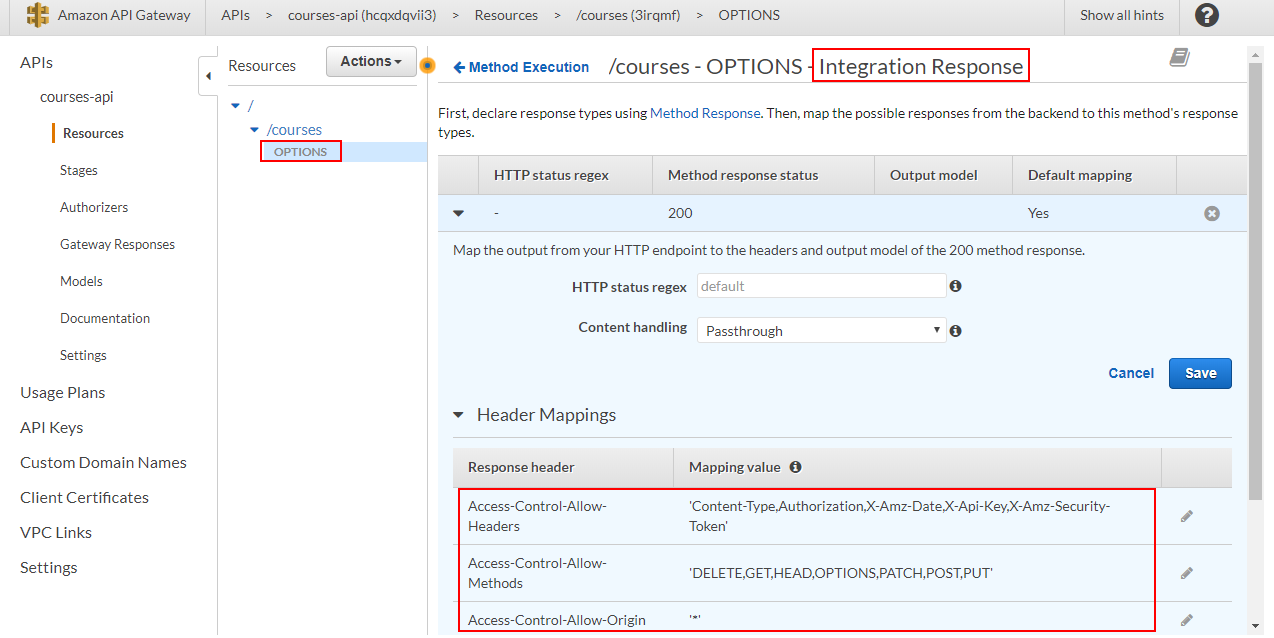 Amazon API Gateway
APIs > courses-api (hcqxdqvii3) > Resources > /courses (3irqmf) > OPTIONS
Show all hints
?
APIs
courses-api
Resources
Stages
Authorizers
Gateway Responses
Models
Documentation
Settings
Usage Plans
API Keys
Custom Domain Names
Client Certificates
VPC Links
Settings
Resources
Actions
/
/courses
OPTIONS
Method Execution
/courses - OPTIONS - Integration Response
First, declare response types using Method Response. Then, map the possible responses from the backend to this method's response
types.
HTTP status regex Method response status Output model Default mapping
- 200 Yes
Map the output from your HTTP endpoint to the headers and output model of the 200 method response.
HTTP status regex default
Content handling Passthrough
Cancel Save
Header Mappings
Response header Mapping value
Access-Control-Allow-
Headers
'Content-Type,Authorization,X-Amz-Date,X-Api-Key,X-Amz-Security-
Token'
Access-Control-Allow-
Methods
'DELETE,GET,HEAD,OPTIONS,PATCH,POST,PUT'
Access-Control-Allow-Origin '*'